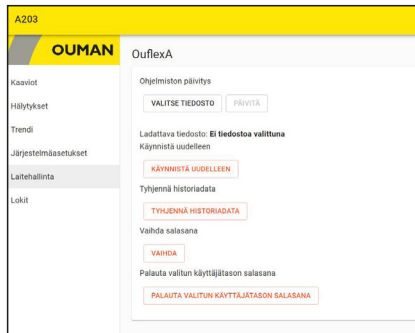 A203
OUMAN
Kaaviot
Hälytykset
Trendi
Järjestelmäasetukset
Laitehallinta
Lokit
OuflexA
Ohjelmiston päivitys
VALITSE TIEDOSTO PÄIVITÄ
Ladattava tiedosto: Ei tiedostoa valittuna
Käynnistä uudelleen
KÄYNNISTÄ UUDELLEEN
Tyhjennä historiadata
TYHJENNÄ HISTORIADATA
Vaihda salasana
VAIHDA
Palauta valitun käyttäjätason salasana
PALAUTA VALITUN KÄYTTÄJÄTASON SALASANA